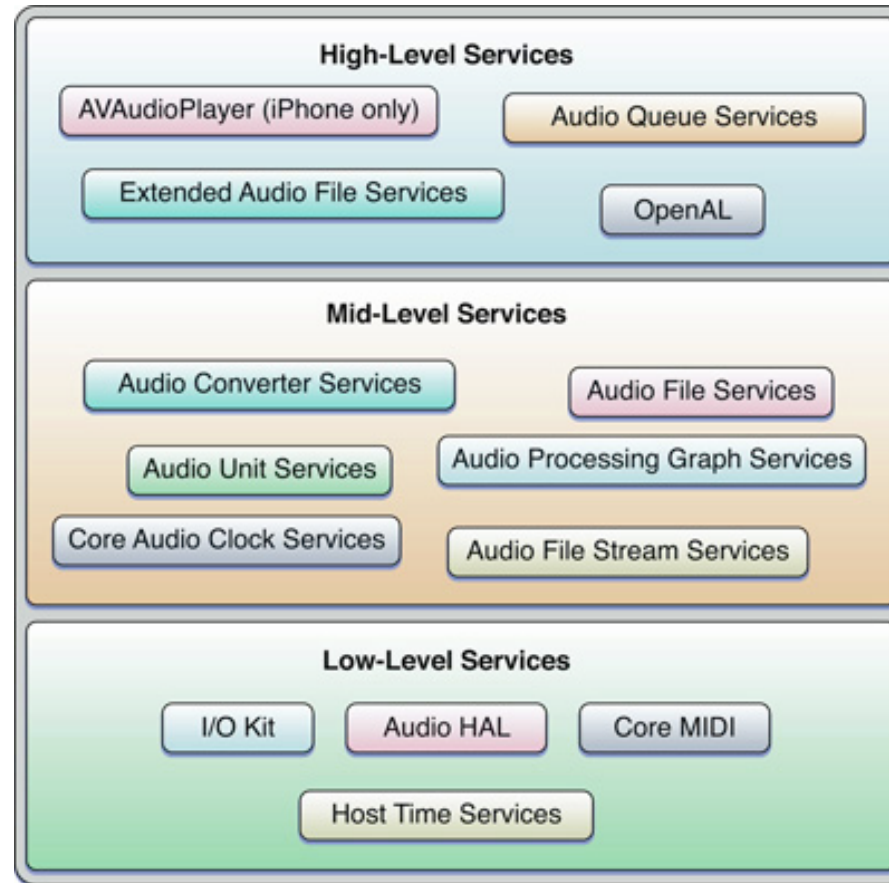 High-Level Services
AVAudioPlayer (iPhone only)
Audio Queue Services
Extended Audio File Services
OpenAL
Mid-Level Services
Audio Converter Services
Audio File Services
Audio Unit Services
Audio Processing Graph Services
Core Audio Clock Services
Audio File Stream Services
Low-Level Services
I/O Kit
Audio HAL
Core MIDI
Host Time Services